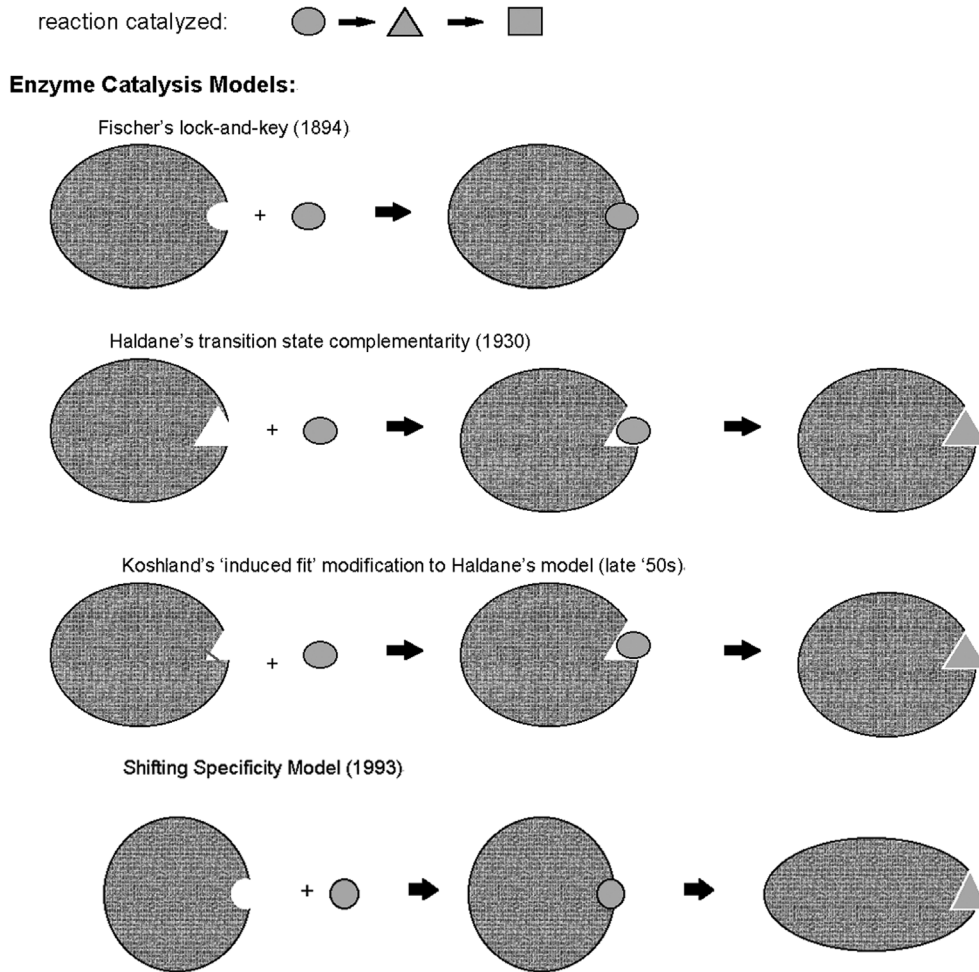 reaction catalyzed:
Enzyme Catalysis Models:
Fischer’s lock-and-key (1894)
+
Haldane’s transition state complementarity (1930)
+
Koshland’s ‘induced fit’ modification to Haldane’s model (late ‘50s)
+
Shifting Specificity Model (1993)
+